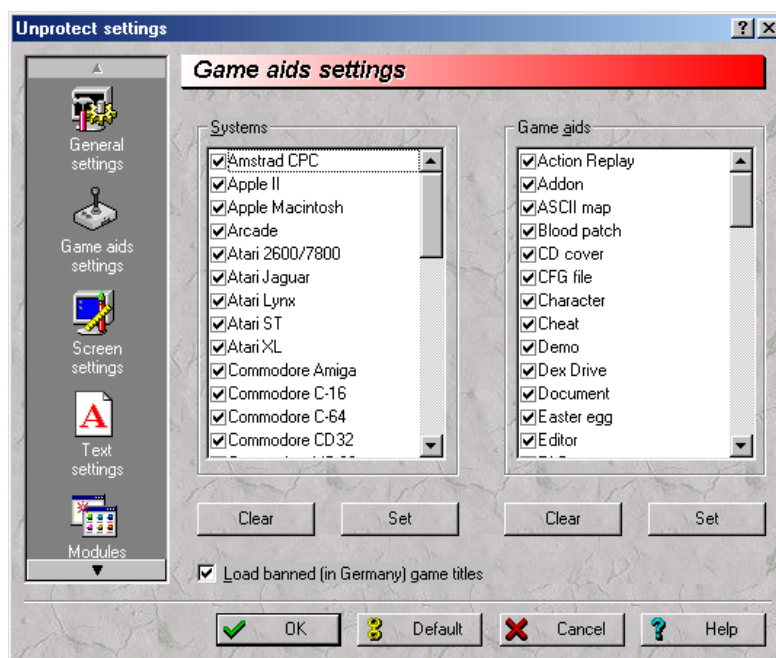 Unprotect settings
Game aids settings
General
settings
Game aids
settings
Screen
settings
Text
settings
Modules
Systems
Amstrad CPC
Apple II
Apple Macintosh
Arcade
Atari 2600/7800
Atari Jaguar
Atari Lynx
Atari ST
Atari XL
Commodore Amiga
Commodore C-16
Commodore C-64
Commodore CD32
Clear Set
Game aids
Action Replay
Addon
ASCII map
Blood patch
CD cover
CFG file
Character
Cheat
Demo
Dex Drive
Document
Easter egg
Editor
Clear Set
Load banned (in Germany) game titles
OK Default Cancel Help